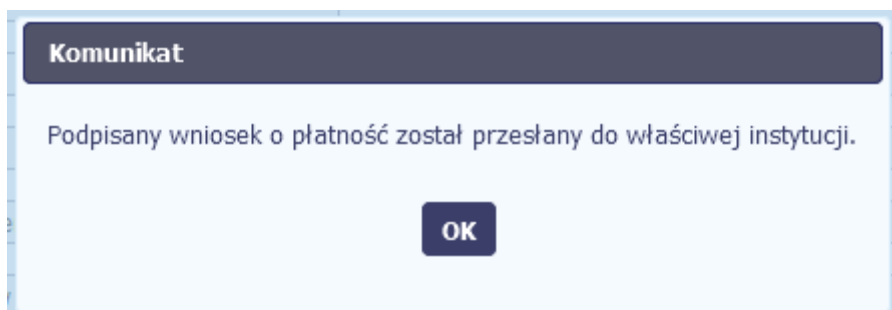 Komunikat
Podpisany wniosek o płatność został przesłany do właściwej instytucji.
OK